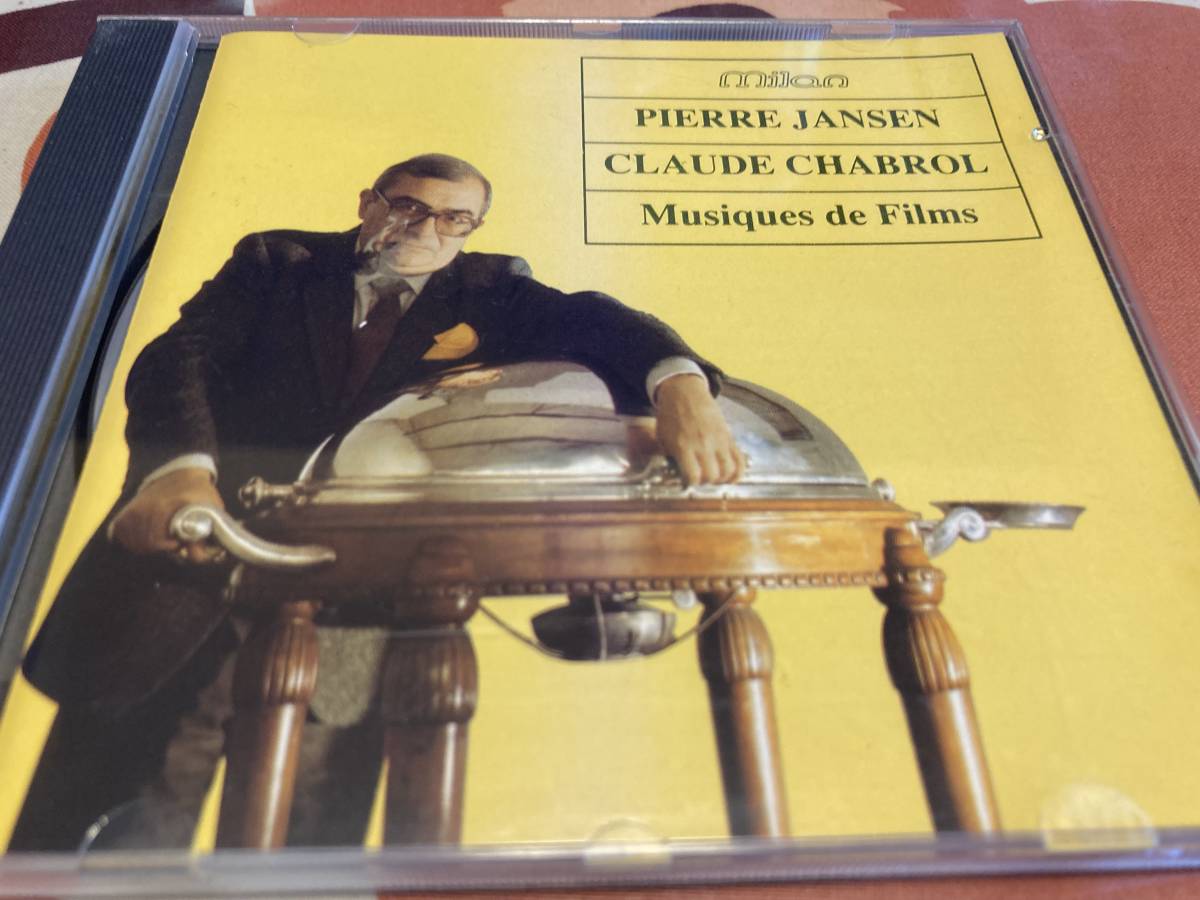 milan
PIERRE JANSEN
CLAUDE CHABROL
Musiques de Films